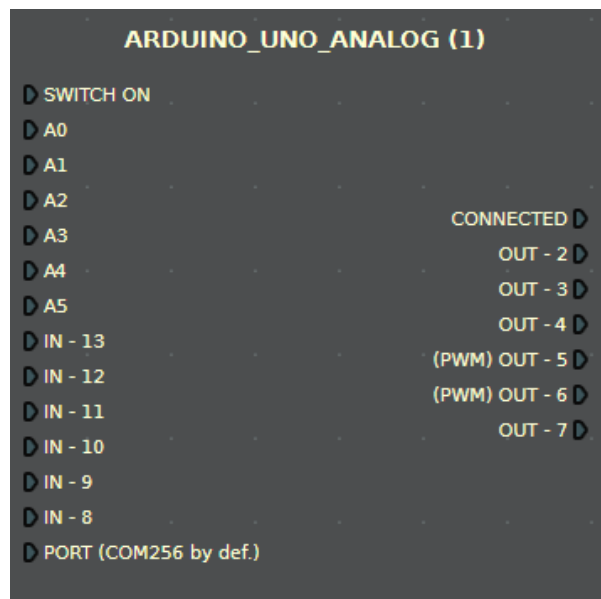 ARDUINO_UNO_ANALOG (1)
SWITCH ON
A0
A1
A2
A3
A4
A5
IN - 13
IN - 12
IN - 11
IN - 10
IN - 9
IN - 8
PORT (COM256 by def.)
CONNECTED
OUT - 2
OUT - 3
OUT - 4
(PWM) OUT - 5
(PWM) OUT - 6
OUT - 7